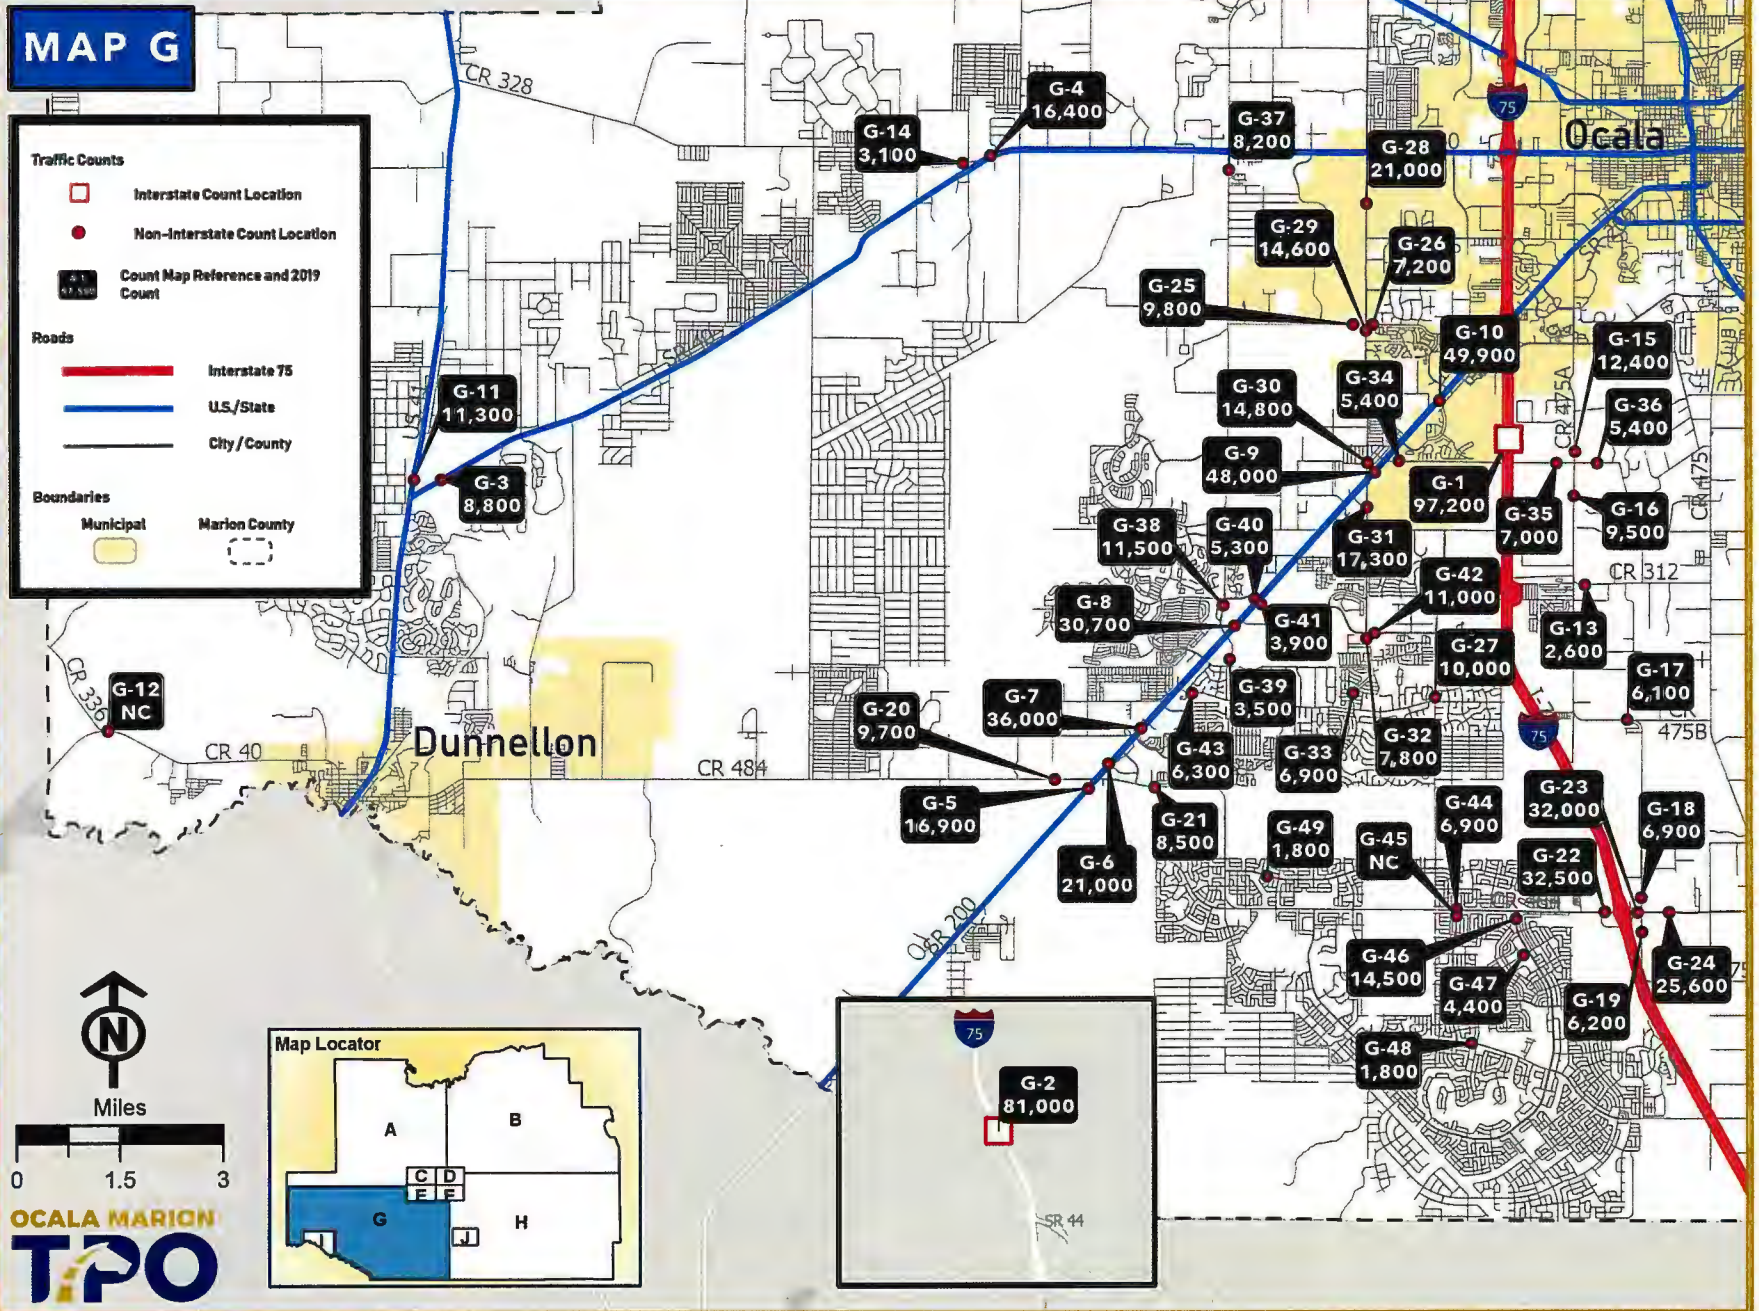 MAP G
Traffic Counts
Interstate Count Location
Non-Interstate Count Location
Count Map Reference and 2019
Count
Roads
Interstate 75
U.S./State
City/County
Boundaries
Municipal
Marion County
CR 328
G-4
16,400
G-14
3,100
G-37
8,200
75
Ocala
G-28
21,000
G-29
14,600
G-26
7,200
G-25
9,800
G-10
49,900
G-15
12,400
G-11
11,300
G-30
14,800
G-34
5,400
CR 475A
G-36
5,400
G-3
8,800
G-9
48,000
G-1
97,200
G-35
7,000
G-16
9,500
CR 475
G-38
11,500
G-40
5,300
G-31
17,300
G-42
11,000
CR 312
G-8
30,700
G-41
3,900
G-27
10,000
G-13
2,600
CR 336
G-12
NC
G-17
6,100
G-7
36,000
G-39
3,500
G-20
9,700
Dunnellon
CR 40
CR 484
G-43
6,300
G-33
6,900
G-32
7,800
75
CR
475B
G-5
16,900
G-6
21,000
G-21
8,500
G-49
1,800
G-45
NC
G-44
6,900
G-23
32,000
G-18
6,900
G-22
32,500
SR 200
G-46
14,500
G-47
4,400
G-19
6,200
G-24
25,600
G-48
1,800
N
Miles
0 1.5 3
OCALA MARION
TPO
Map Locator
A
B
C D
E F
G
H
I
J
75
G-2
81,000
SR 44